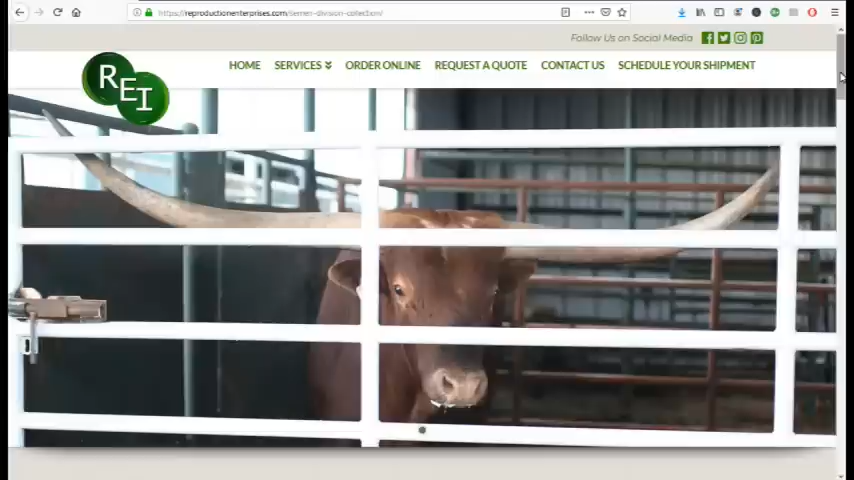 https://reproductionenterprises.com/semen-division-collection/
Follow Us on Social Media
REI
HOME SERVICES ORDER ONLINE REQUEST A QUOTE CONTACT US SCHEDULE YOUR SHIPMENT